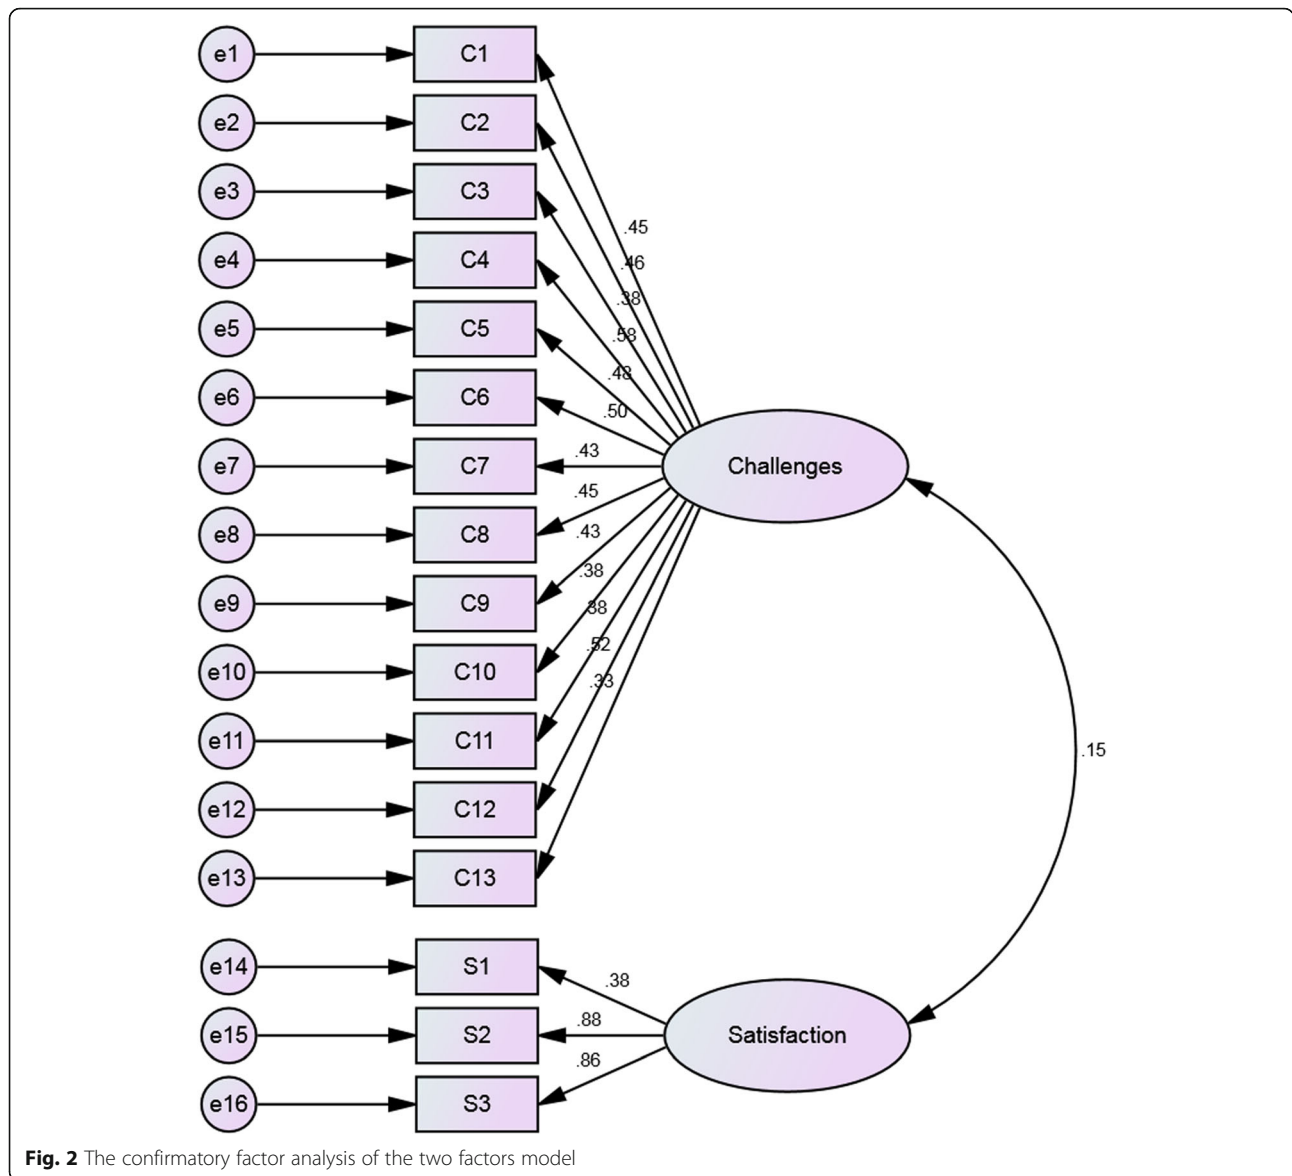 e1 C1
e2 C2
e3 C3
e4 C4
e5 C5
e6 C6
e7 C7
e8 C8
e9 C9
e10 C10
e11 C11
e12 C12
e13 C13
.45
.46
.38
.58
.48
.50
.43
.45
.43
.38
.38
.52
.33
Challenges
.15
e14 S1
e15 S2
e16 S3
.38
.88
.86
Satisfaction
Fig. 2 The confirmatory factor analysis of the two factors model